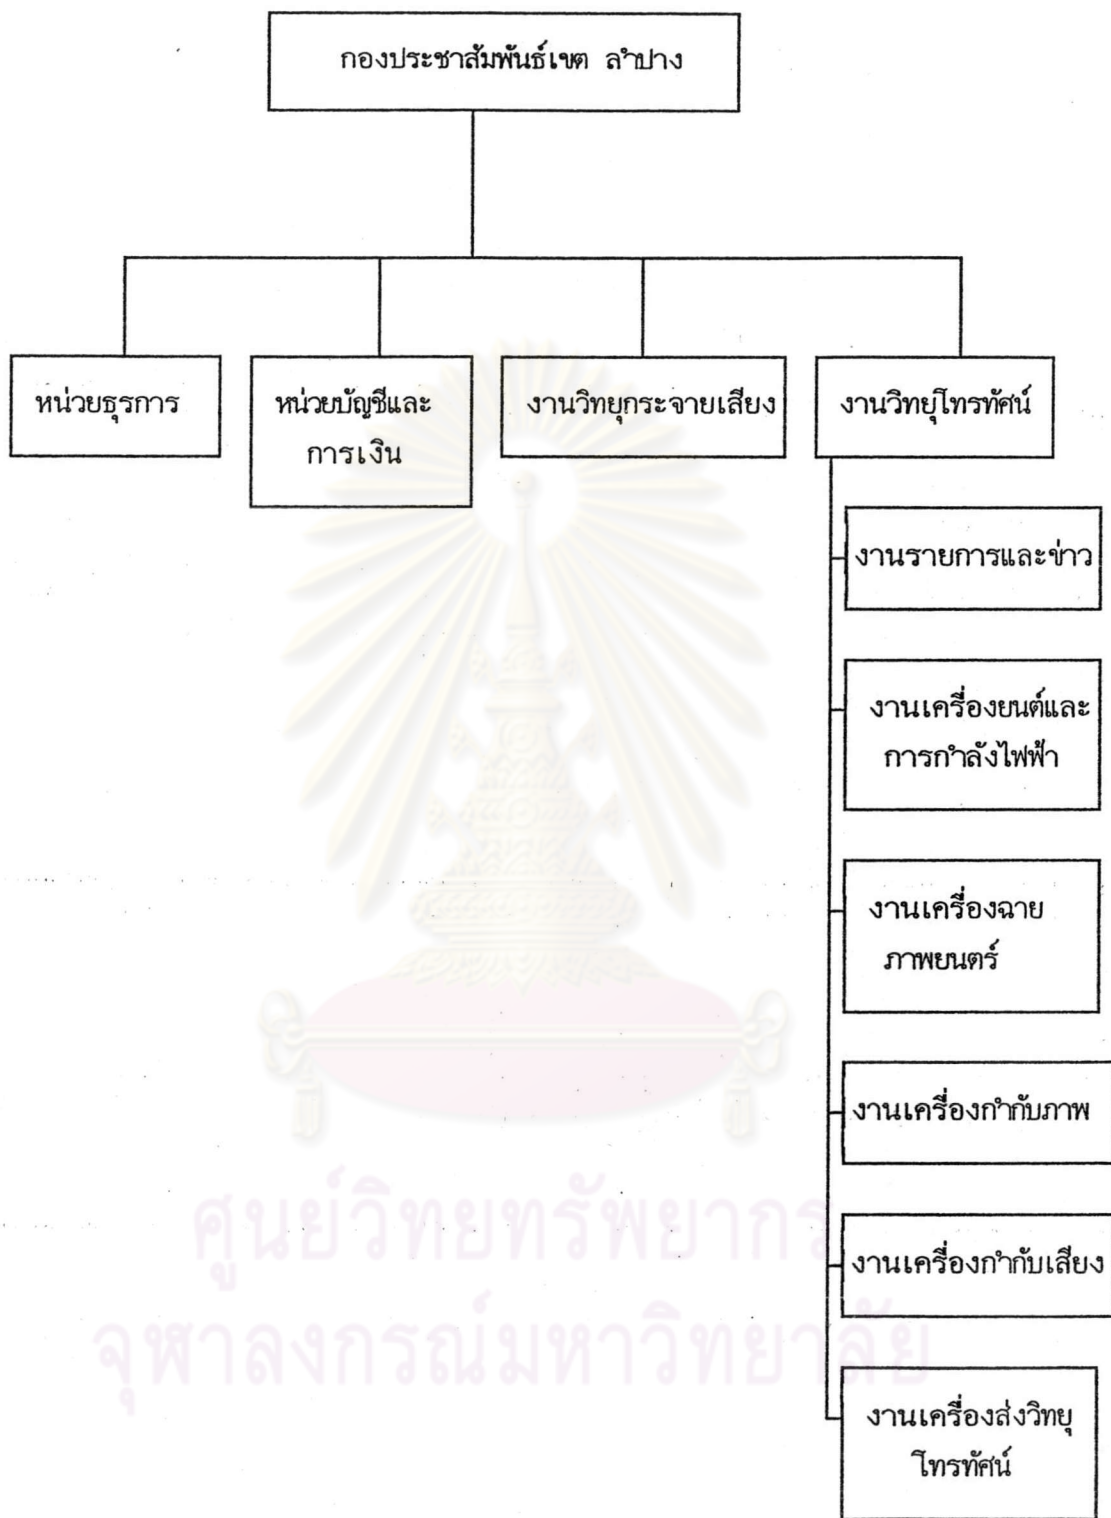 กองประชาสัมพันธ์เขต ลำปาง
หน่วยธุรการ
หน่วยบัญชีและ
การเงิน
งานวิทยุกระจายเสียง
งานวิทยุโทรทัศน์
งานรายการและข่าว
งานเครื่องยนต์และ
การกำลังไฟฟ้า
งานเครื่องฉาย
ภาพยนตร์
งานเครื่องกำกับภาพ
งานเครื่องกำกับเสียง
งานเครื่องส่งวิทยุ
โทรทัศน์
ศูนย์วิทยทรัพยากร
จุฬาลงกรณ์มหาวิทยาลัย